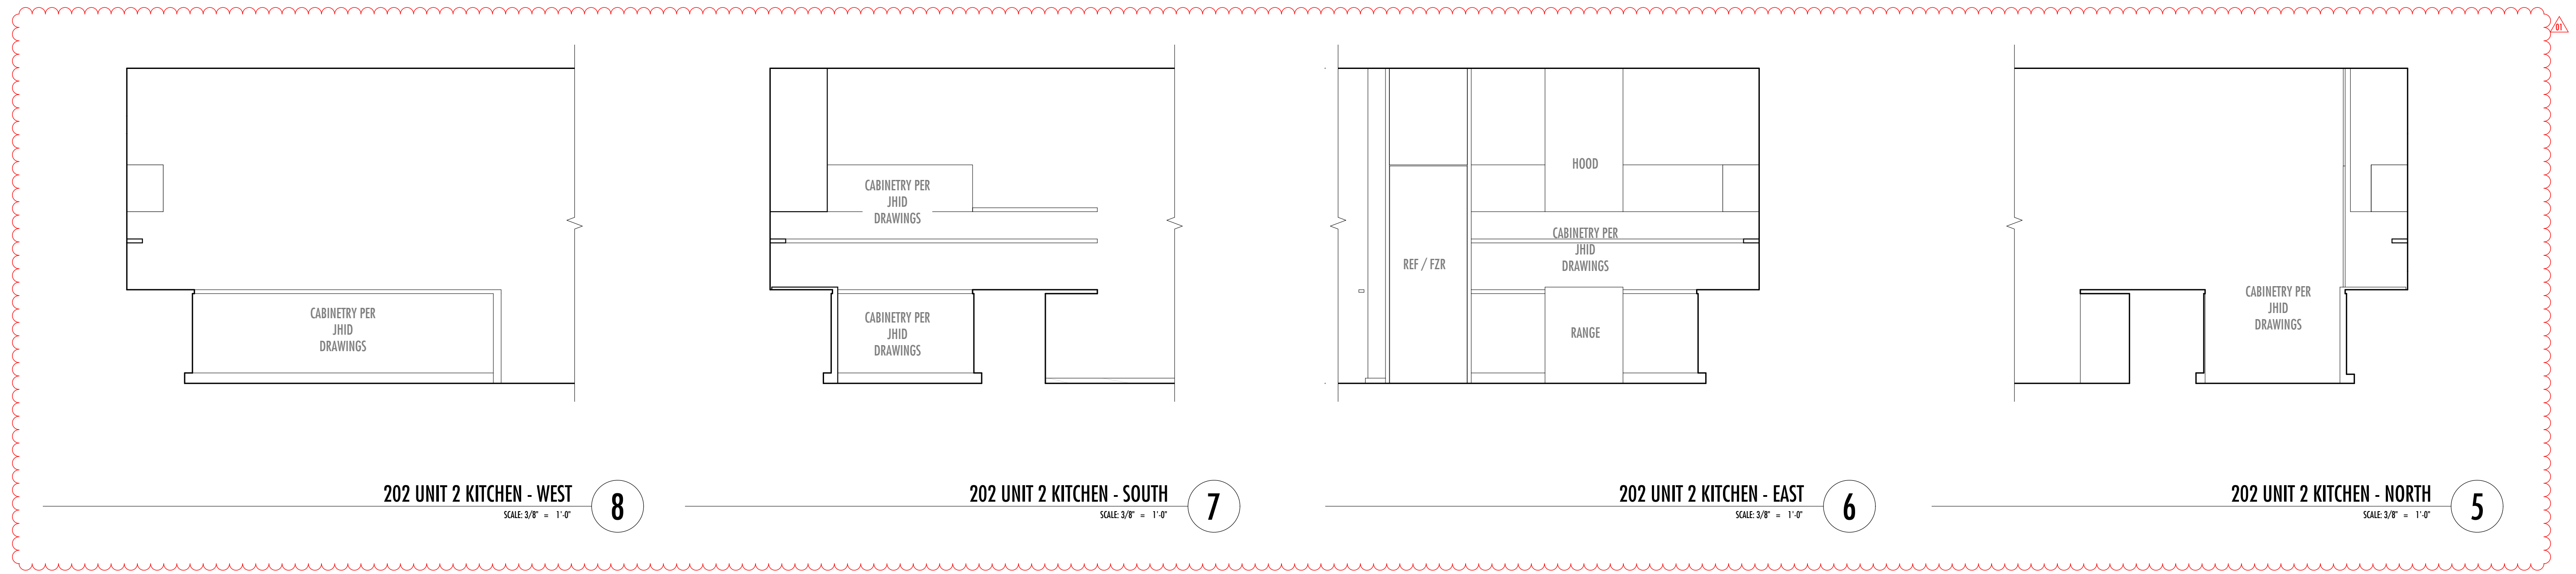 01
CABINETRY PER
JHID
DRAWINGS
202 UNIT 2 KITCHEN - WEST
SCALE: 3/8" = 1'-0"
8
CABINETRY PER
JHID
DRAWINGS
CABINETRY PER
JHID
DRAWINGS
202 UNIT 2 KITCHEN - SOUTH
SCALE: 3/8" = 1'-0"
7
HOOD
CABINETRY PER
JHID
DRAWINGS
REF / FZR
RANGE
202 UNIT 2 KITCHEN - EAST
SCALE: 3/8" = 1'-0"
6
CABINETRY PER
JHID
DRAWINGS
202 UNIT 2 KITCHEN - NORTH
SCALE: 3/8" = 1'-0"
5